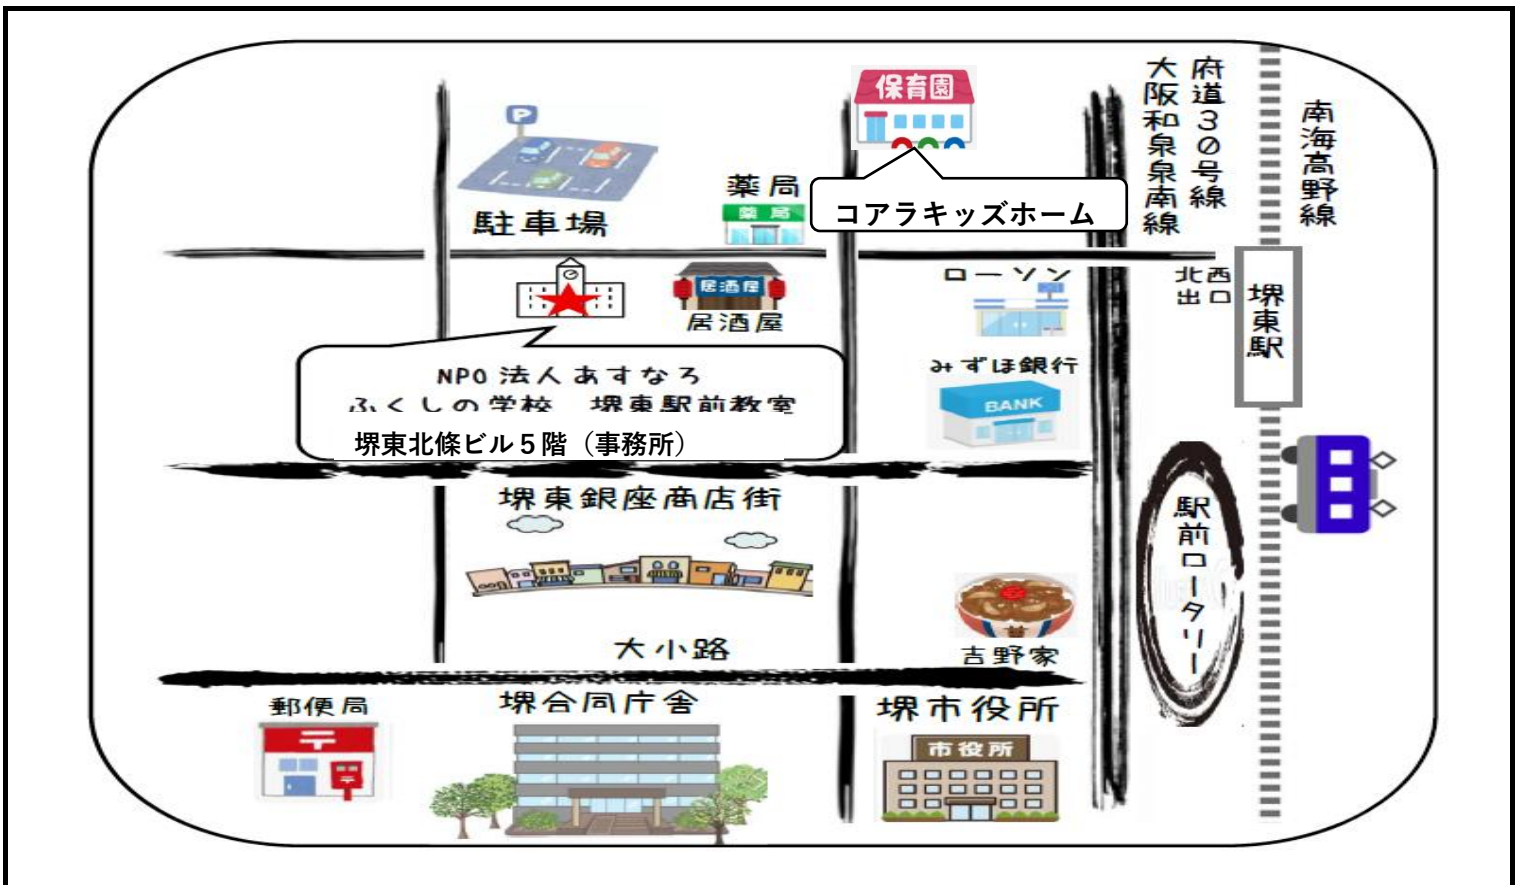 保育園
コアラキッズホーム
府道30号線
大阪和泉泉南線
南海高野線
P
駐車場
薬局
薬局
居酒屋
居酒屋
ローソン
北西
出口
堺東駅
NPO法人あすなろ
ふくしの学校 堺東駅前教室
堺東北條ビル5階（事務所）
みずほ銀行
BANK
堺東銀座商店街
駅前ロータリー
大小路
吉野家
郵便局
堺合同庁舎
堺市役所
市役所